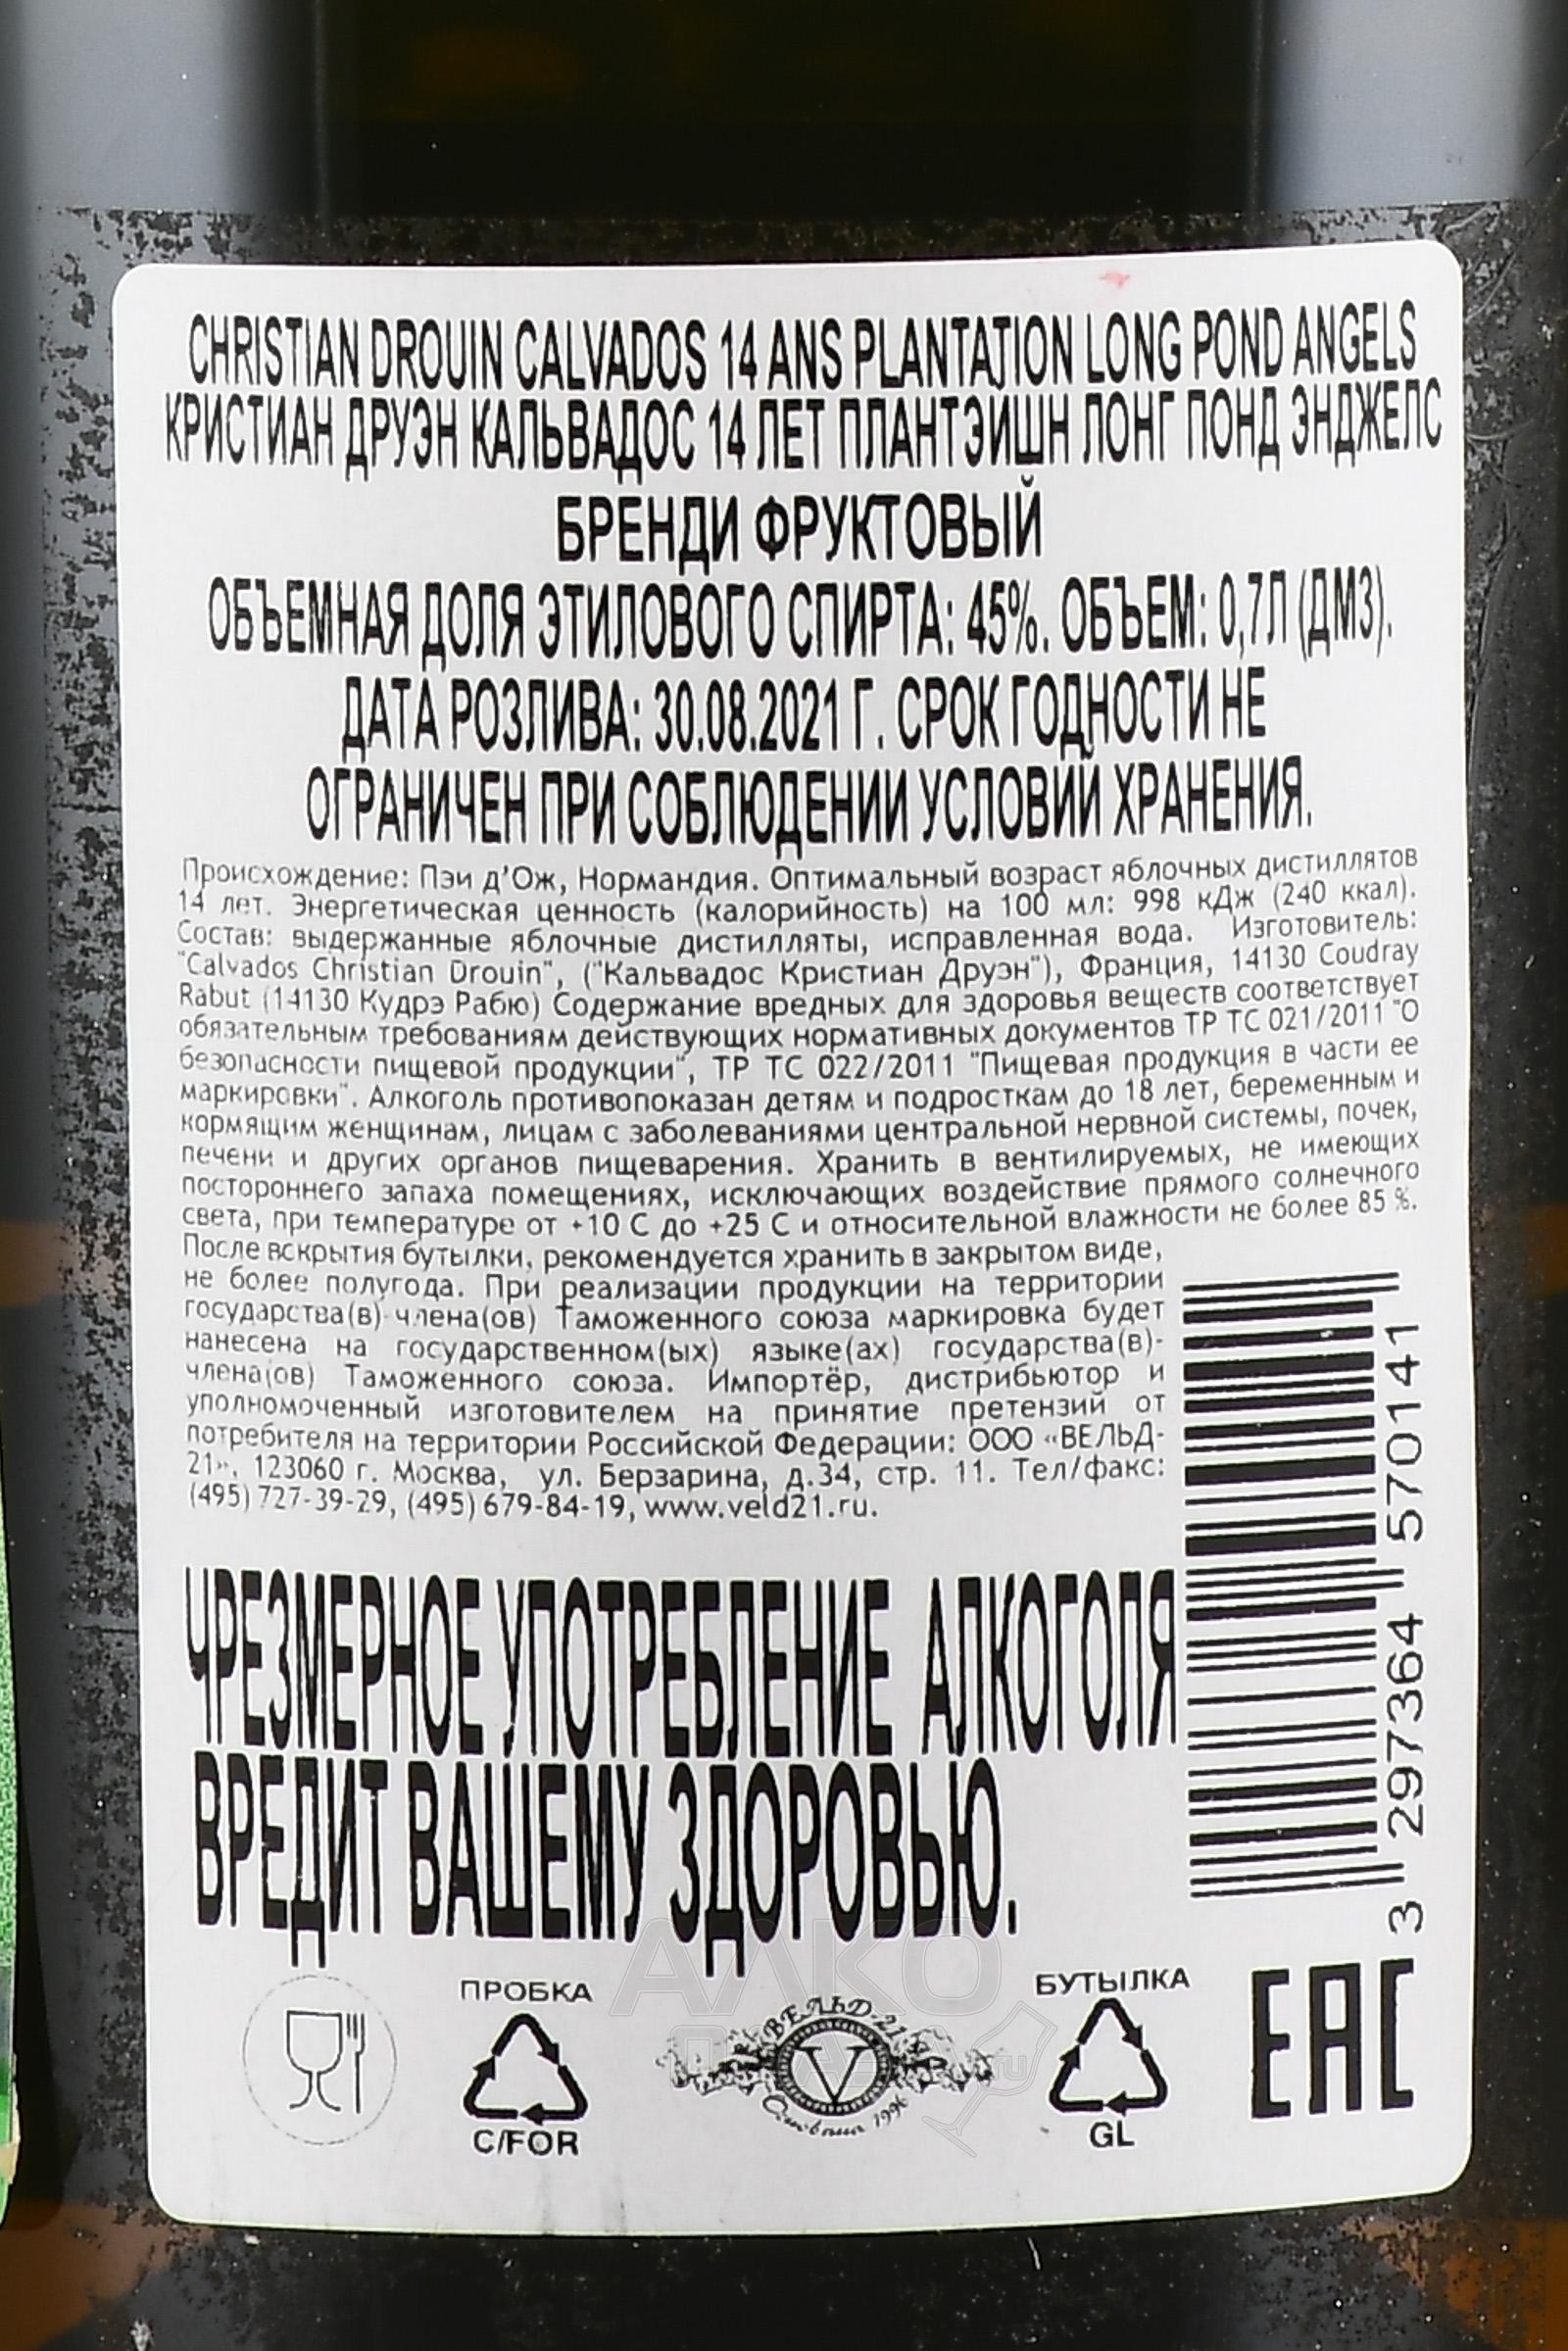 CHRISTIAN DROUIN CALVADOS 14 ANS PLANTATION LONG POND ANGELS
КРИСТИАН ДРУЭН КАЛЬВАДОС 14 ЛЕТ ПЛАНТЭЙШН ЛОНГ ПОНД ЭНДЖЕЛС
БРЕНДИ ФРУКТОВЫЙ
ОБЪЕМНАЯ ДОЛЯ ЭТИЛОВОГО СПИРТА: 45%. ОБЪЕМ: 0,7Л (ДМ3).
ДАТА РОЗЛИВА: 30.08.2021 Г. СРОК ГОДНОСТИ НЕ
ОГРАНИЧЕН ПРИ СОБЛЮДЕНИИ УСЛОВИЙ ХРАНЕНИЯ.
Происхождение: Пэи д'Ож, Нормандия. Оптимальный возраст яблочных дистиллятов
14 лет. Энергетическая ценность (калорийность) на 100 мл: 998 кДж (240 ккал).
Состав: выдержанные яблочные дистилляты, исправленная вода. Изготовитель:
"Calvados Christian Drouin", ("Кальвадос Кристиан Друэн"), Франция, 14130 Coudray
Rabut (14130 Кудрэ Рабю) Содержание вредных для здоровья веществ соответствует
обязательным требованиям действующих нормативных документов ТР ТС 021/2011 "О
безопасности пищевой продукции", ТР ТС 022/2011 "Пищевая продукция в части ее
маркировки". Алкоголь противопоказан детям и подросткам до 18 лет, беременным и
кормящим женщинам, лицам с заболеваниями центральной нервной системы, почек,
печени и других органов пищеварения. Хранить в вентилируемых, не имеющих
постороннего запаха помещениях, исключающих воздействие прямого солнечного
света, при температуре от +10 С до +25 С и относительной влажности не более 85 %.
После вскрытия бутылки, рекомендуется хранить в закрытом виде,
не более полугода. При реализации продукции на территории
государства(в)-члена(ов) Таможенного союза маркировка будет
нанесена на государственном(ых) языке(ах) государства(в)-
члена(ов) Таможенного союза. Импортёр, дистрибьютор и
уполномоченный изготовителем на принятие претензий от
потребителя на территории Российской Федерации: ООО «ВЕЛЬД-
21», 123060 г. Москва, ул. Берзарина, д.34, стр. 11. Тел/факс:
(495) 727-39-29, (495) 679-84-19, www.veld21.ru.
3 297364 570141
ЧРЕЗМЕРНОЕ УПОТРЕБЛЕНИЕ АЛКОГОЛЯ
ВРЕДИТ ВАШЕМУ ЗДОРОВЬЮ.
ПРОБКА
C/FOR
ВЕЛЬД-21
V
Основана 1996
БУТЫЛКА
GL
EAC
АЛКО
.ru